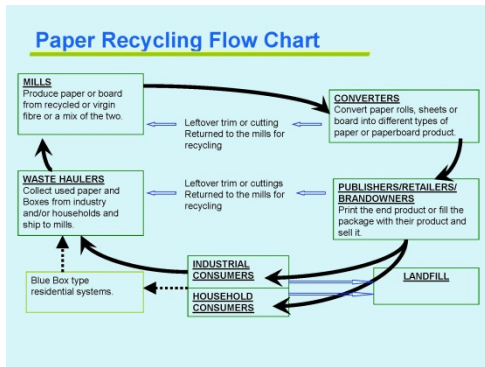 Paper Recycling Flow Chart
MILLS
Produce paper or board
from recycled or virgin
fibre or a mix of the two.
Leftover trim or cutting
Returned to the mills for
recycling
CONVERTERS
Convert paper rolls, sheets or
board into different types of
paper or paperboard product.
WASTE HAULERS
Collect used paper and
Boxes from industry
and/or households and
ship to mills.
Leftover trim or cuttings
Returned to the mills for
recycling
PUBLISHERS/RETAILERS/
BRANDOWNERS
Print the end product or fill the
package with their product and
sell it.
INDUSTRIAL
CONSUMERS
LANDFILL
Blue Box type
residential systems.
HOUSEHOLD
CONSUMERS